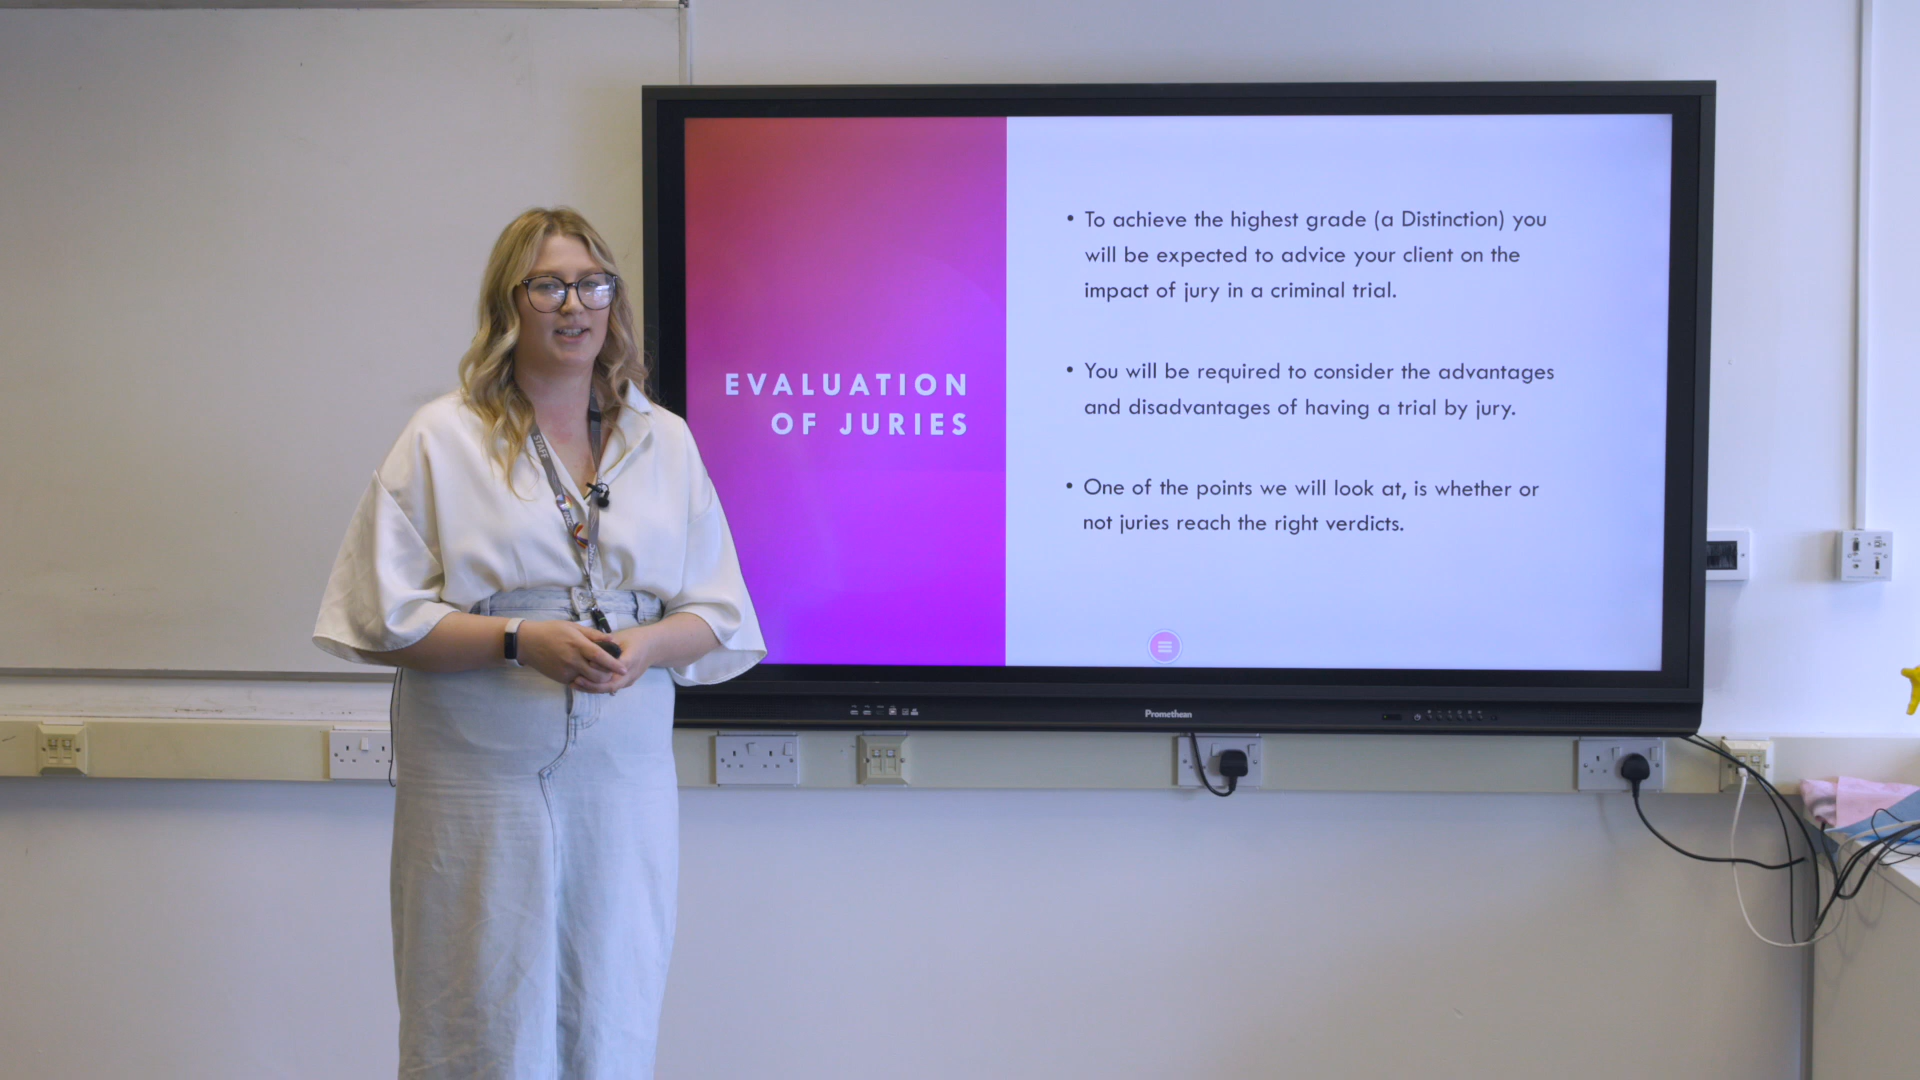 EVALUATION
OF JURIES
• To achieve the highest grade (a Distinction) you
will be expected to advice your client on the
impact of jury in a criminal trial.
• You will be required to consider the advantages
and disadvantages of having a trial by jury.
• One of the points we will look at, is whether or
not juries reach the right verdicts.
STAFF
Promethean